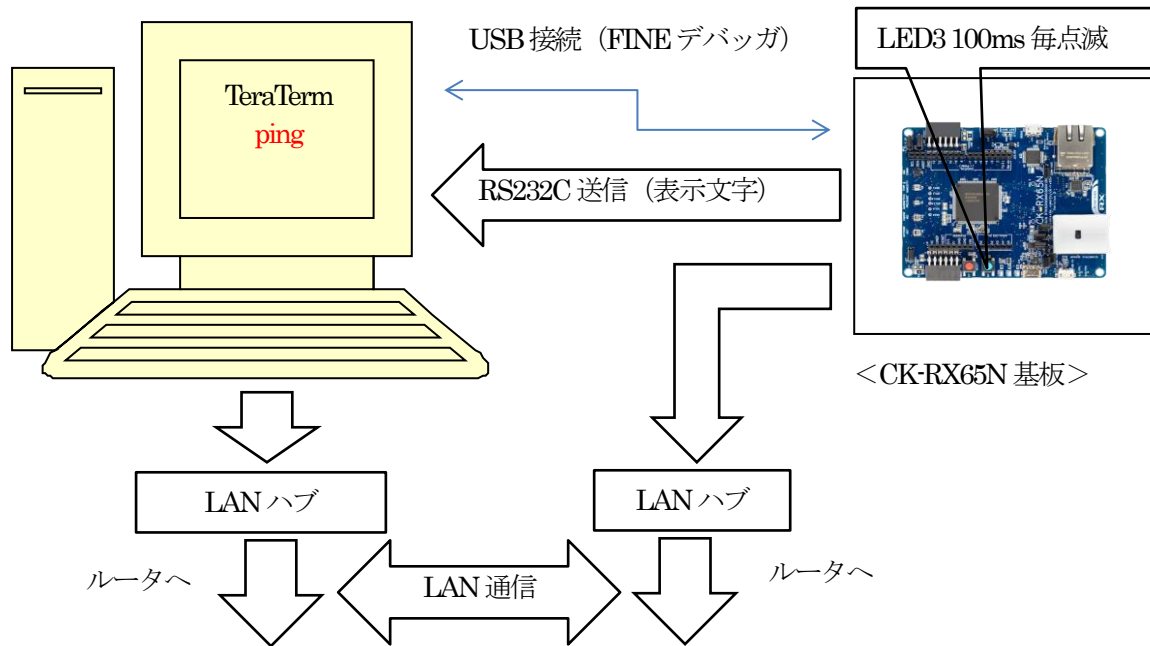 USB 接続（FINE デバッガ）
LED3 100ms 毎点滅
TeraTerm
ping
RS232C 送信（表示文字）
CK-RX65N
＜CK-RX65N 基板＞
LAN ハブ
LAN ハブ
ルータへ
LAN 通信
ルータへ